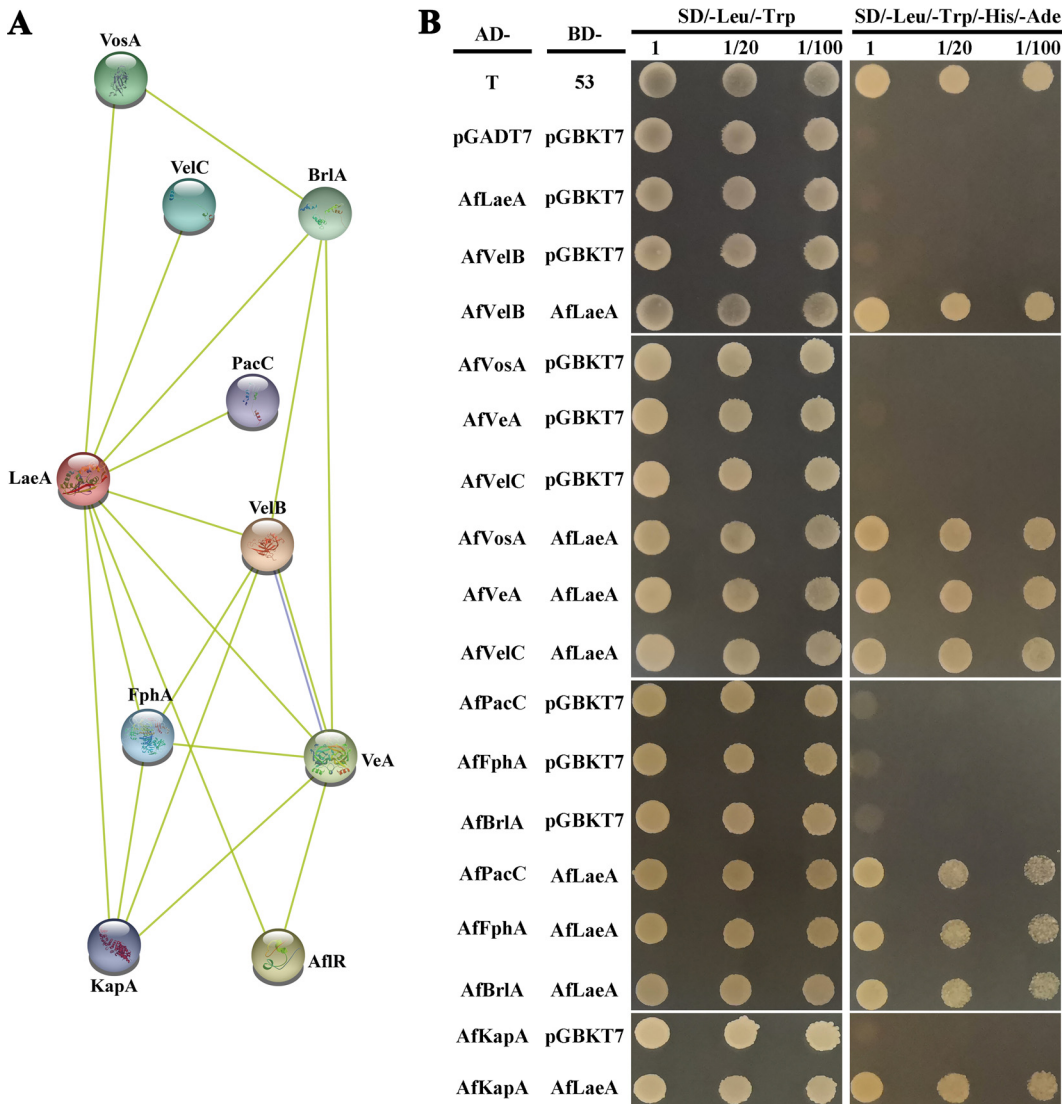 A
VosA
VelC
BrlA
PacC
LaeA
VelB
FphA
VeA
KapA
AflR
B
AD- BD- SD/-Leu/-Trp SD/-Leu/-Trp/-His/-Ade
1 1/20 1/100 1 1/20 1/100
T 53
pGADT7 pGBKT7
AfLaeA pGBKT7
AfVelB pGBKT7
AfVelB AfLaeA
AfVosA pGBKT7
AfVeA pGBKT7
AfVelC pGBKT7
AfVosA AfLaeA
AfVeA AfLaeA
AfVelC AfLaeA
AfPacC pGBKT7
AfFphA pGBKT7
AfBrlA pGBKT7
AfPacC AfLaeA
AfFphA AfLaeA
AfBrlA AfLaeA
AfKapA pGBKT7
AfKapA AfLaeA